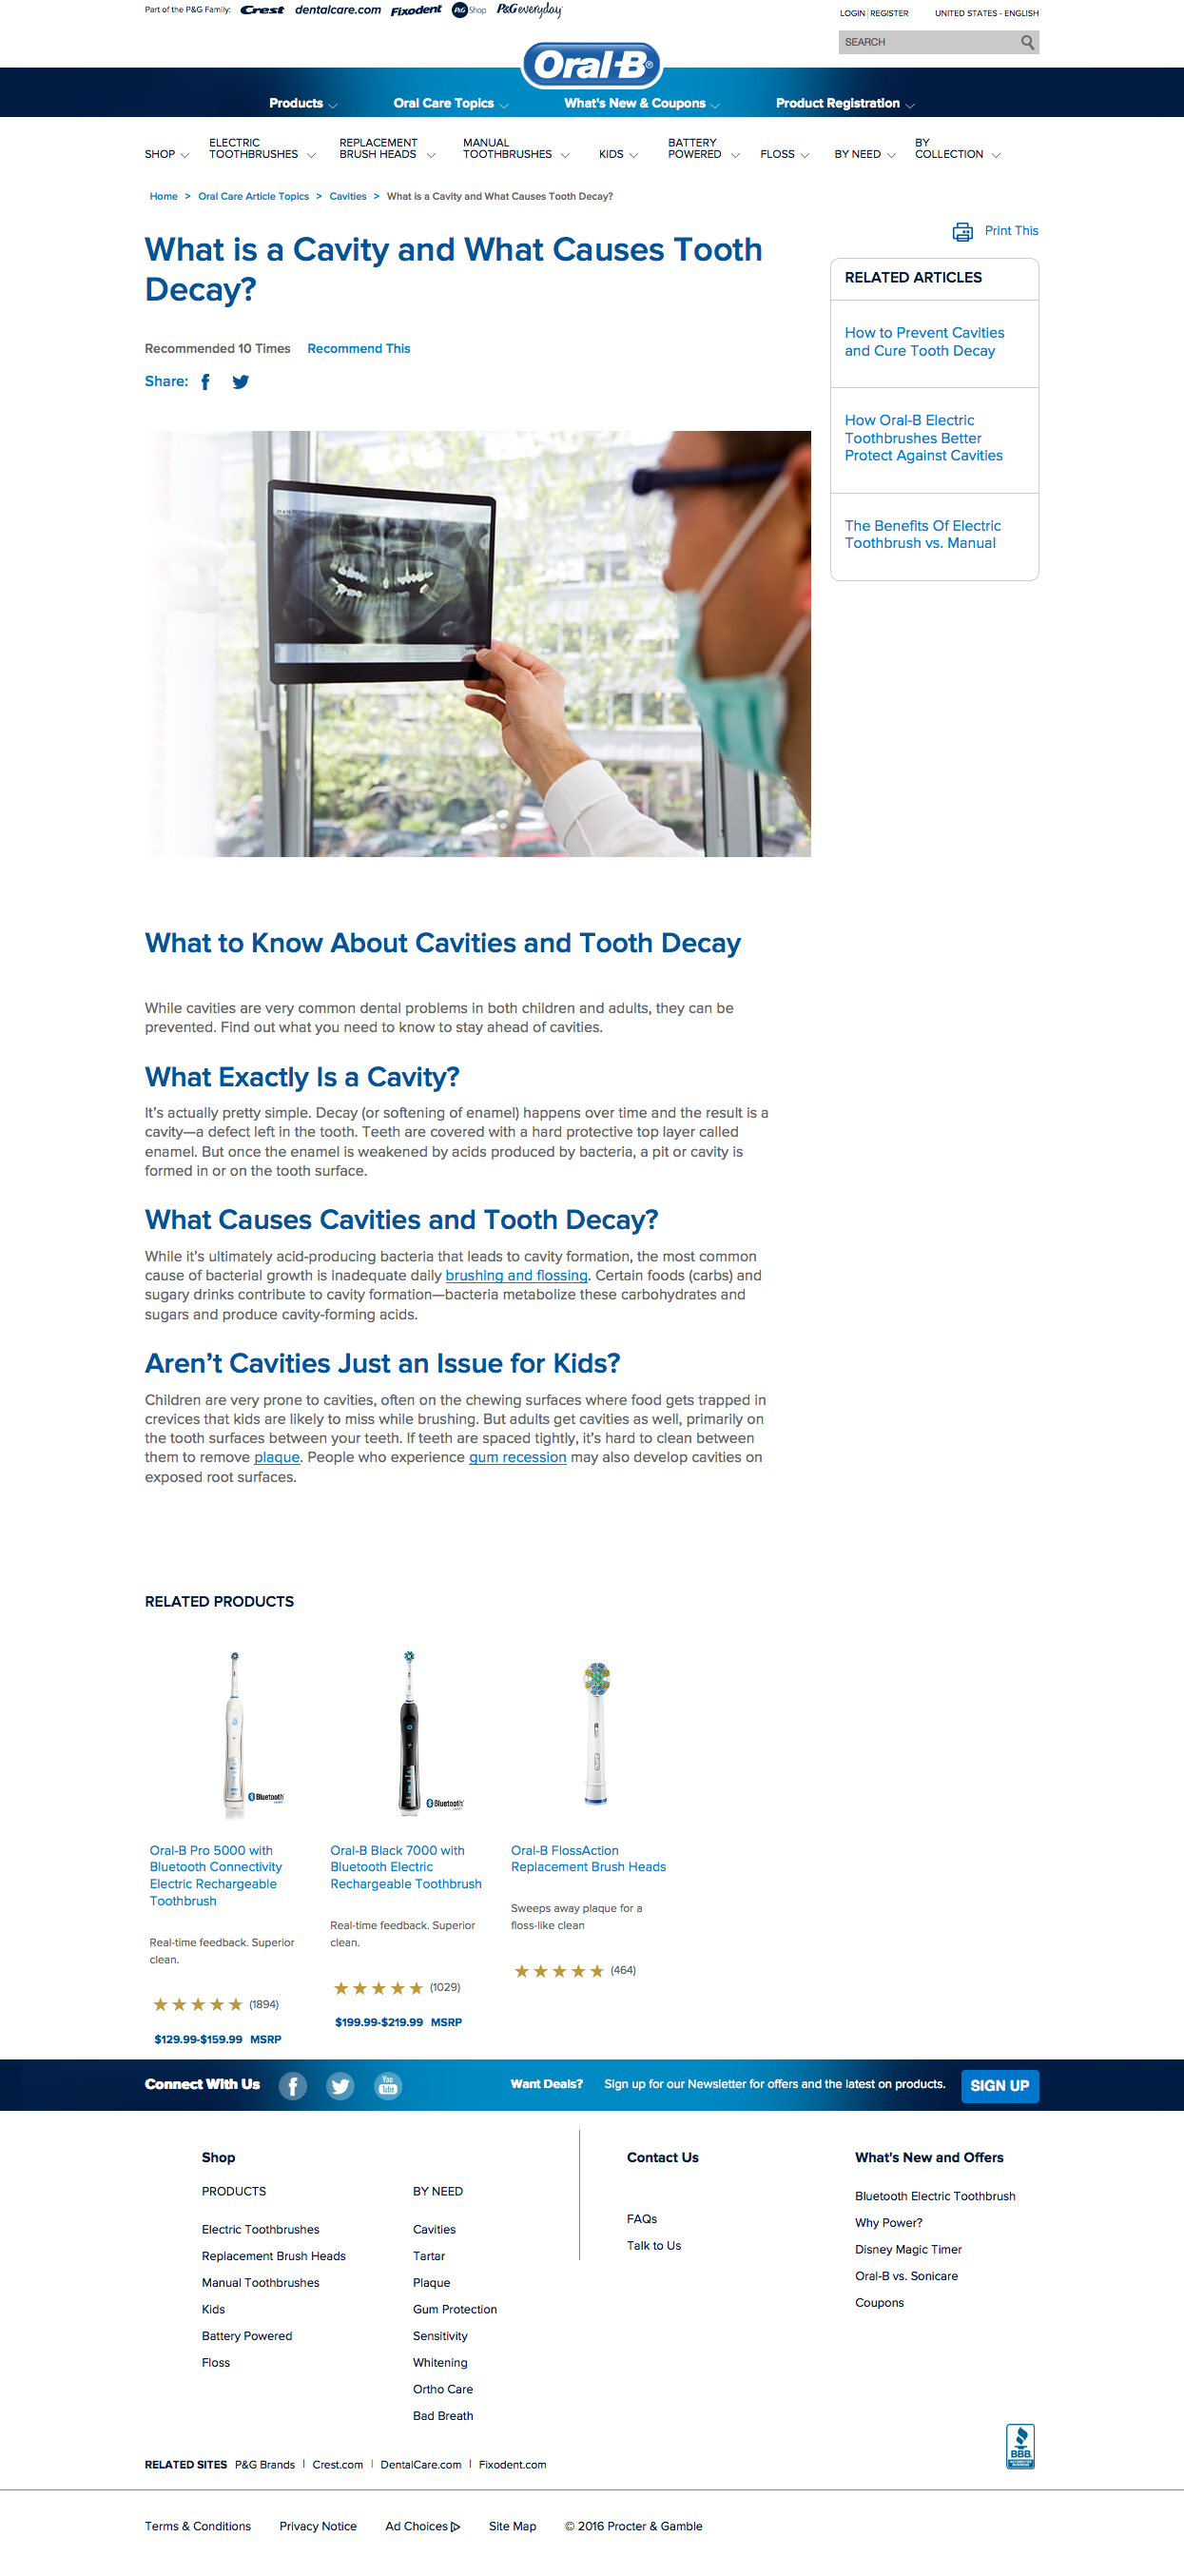 Part of the P&G Family: Crest dentalcare.com Fixodent P&G Shop P&G everyday
LOGIN | REGISTER UNITED STATES - ENGLISH
SEARCH
Oral-B®
Products Oral Care Topics What's New & Coupons Product Registration
SHOP
ELECTRIC
TOOTHBRUSHES
REPLACEMENT
BRUSH HEADS
MANUAL
TOOTHBRUSHES
KIDS
BATTERY
POWERED
FLOSS
BY NEED
BY
COLLECTION
Home > Oral Care Article Topics > Cavities > What is a Cavity and What Causes Tooth Decay?
What is a Cavity and What Causes Tooth
Decay?
Recommended 10 Times Recommend This
Share:
Print This
RELATED ARTICLES
How to Prevent Cavities
and Cure Tooth Decay
How Oral-B Electric
Toothbrushes Better
Protect Against Cavities
The Benefits Of Electric
Toothbrush vs. Manual
What to Know About Cavities and Tooth Decay
While cavities are very common dental problems in both children and adults, they can be
prevented. Find out what you need to know to stay ahead of cavities.
What Exactly Is a Cavity?
It's actually pretty simple. Decay (or softening of enamel) happens over time and the result is a
cavity—a defect left in the tooth. Teeth are covered with a hard protective top layer called
enamel. But once the enamel is weakened by acids produced by bacteria, a pit or cavity is
formed in or on the tooth surface.
What Causes Cavities and Tooth Decay?
While it's ultimately acid-producing bacteria that leads to cavity formation, the most common
cause of bacterial growth is inadequate daily brushing and flossing. Certain foods (carbs) and
sugary drinks contribute to cavity formation—bacteria metabolize these carbohydrates and
sugars and produce cavity-forming acids.
Aren't Cavities Just an Issue for Kids?
Children are very prone to cavities, often on the chewing surfaces where food gets trapped in
crevices that kids are likely to miss while brushing. But adults get cavities as well, primarily on
the tooth surfaces between your teeth. If teeth are spaced tightly, it's hard to clean between
them to remove plaque. People who experience gum recession may also develop cavities on
exposed root surfaces.
RELATED PRODUCTS
Bluetooth
Bluetooth
Oral-B Pro 5000 with
Bluetooth Connectivity
Electric Rechargeable
Toothbrush
Real-time feedback. Superior
clean.
(1894)
$129.99-$159.99 MSRP
Oral-B Black 7000 with
Bluetooth Electric
Rechargeable Toothbrush
Real-time feedback. Superior
clean.
(1029)
$199.99-$219.99 MSRP
Oral-B FlossAction
Replacement Brush Heads
Sweeps away plaque for a
floss-like clean
(464)
Connect With Us You Tube Want Deals? Sign up for our Newsletter for offers and the latest on products. SIGN UP
Shop
PRODUCTS
Electric Toothbrushes
Replacement Brush Heads
Manual Toothbrushes
Kids
Battery Powered
Floss
BY NEED
Cavities
Tartar
Plaque
Gum Protection
Sensitivity
Whitening
Ortho Care
Bad Breath
Contact Us
FAQs
Talk to Us
What's New and Offers
Bluetooth Electric Toothbrush
Why Power?
Disney Magic Timer
Oral-B vs. Sonicare
Coupons
BBB
RELATED SITES P&G Brands | Crest.com | DentalCare.com | Fixodent.com
Terms & Conditions Privacy Notice Ad Choices Site Map © 2016 Procter & Gamble